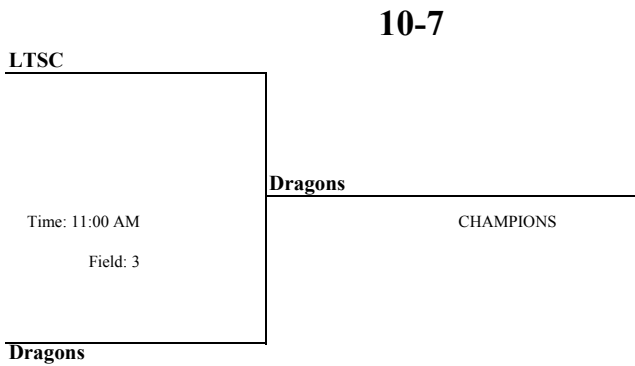 10-7
LTSC
Dragons
Time: 11:00 AM
CHAMPIONS
Field: 3
Dragons